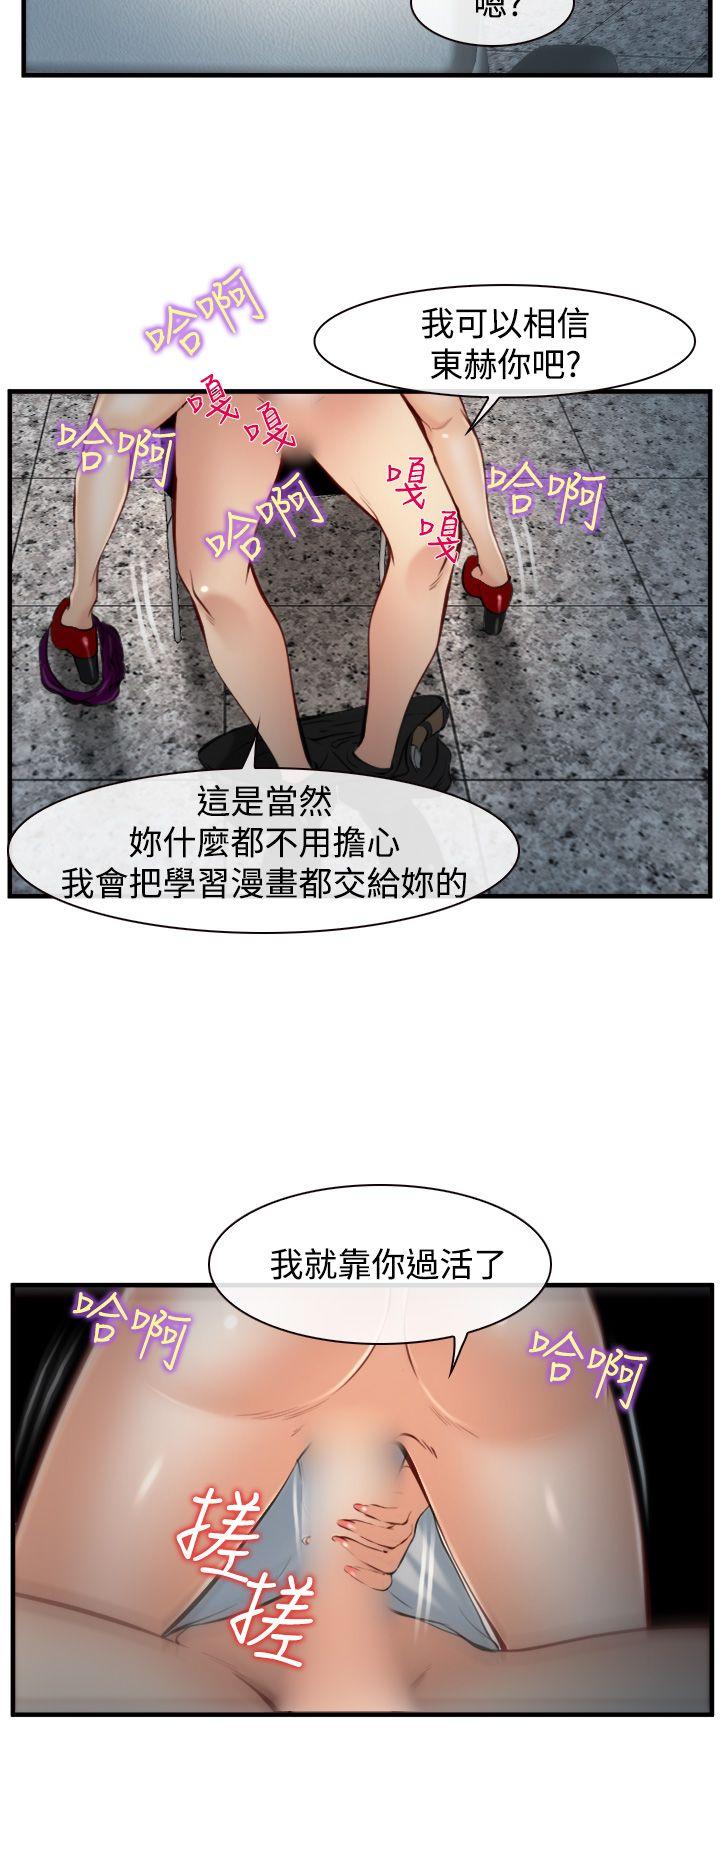 嗯?
哈啊
我可以相信
東赫你吧?
嘎嘎
哈啊
哈啊
嘎嘎
哈啊
這是當然
妳什麼都不用擔心
我會把學習漫畫都交給妳的
我就靠你過活了
哈啊
哈啊
搓
搓